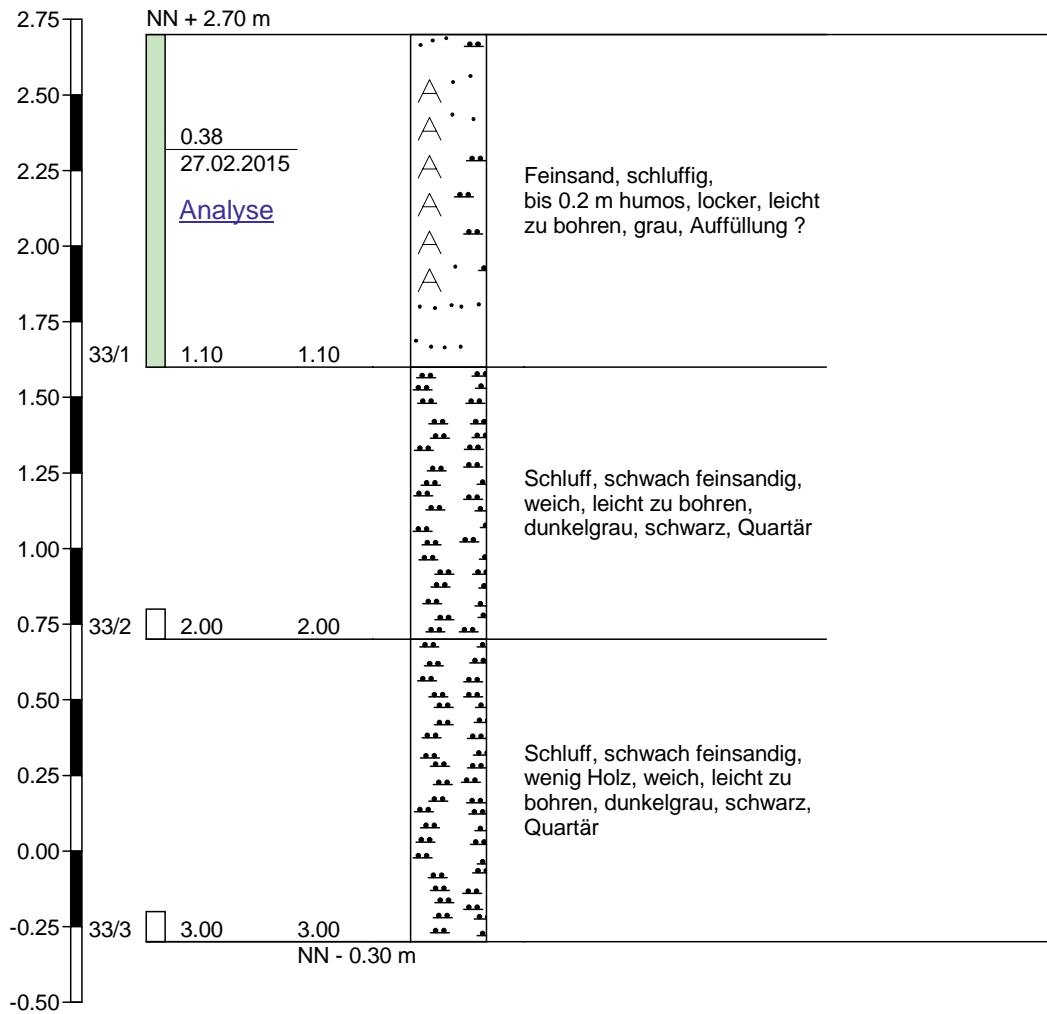 2.75
NN + 2.70 m
2.50
0.38
27.02.2015
2.25
Analyse
Feinsand, schluffig,
bis 0.2 m humos, locker, leicht
zu bohren, grau, Auffüllung ?
2.00
1.75
33/1 1.10 1.10
1.50
1.25
Schluff, schwach feinsandig,
weich, leicht zu bohren,
dunkelgrau, schwarz, Quartär
1.00
0.75
33/2 2.00 2.00
0.50
0.25
Schluff, schwach feinsandig,
wenig Holz, weich, leicht zu
bohren, dunkelgrau, schwarz,
Quartär
0.00
-0.25
33/3 3.00 3.00
NN - 0.30 m
-0.50
A
A
A
A
A
A